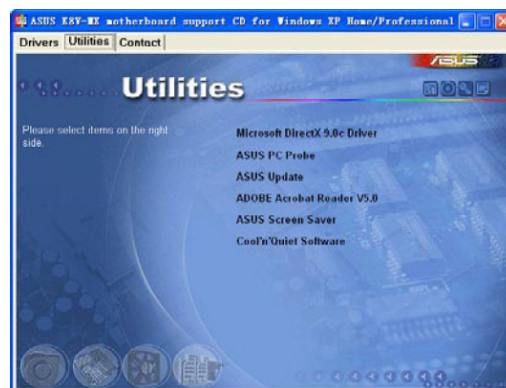 ASUS K8V-MX motherboard support CD for Windows XP Home/Professional
Drivers Utilities Contact
ASUS
Utilities
Please select items on the right
side.
Microsoft DirectX 9.0c Driver
ASUS PC Probe
ASUS Update
ADOBE Acrobat Reader V5.0
ASUS Screen Saver
Cool'n'Quiet Software